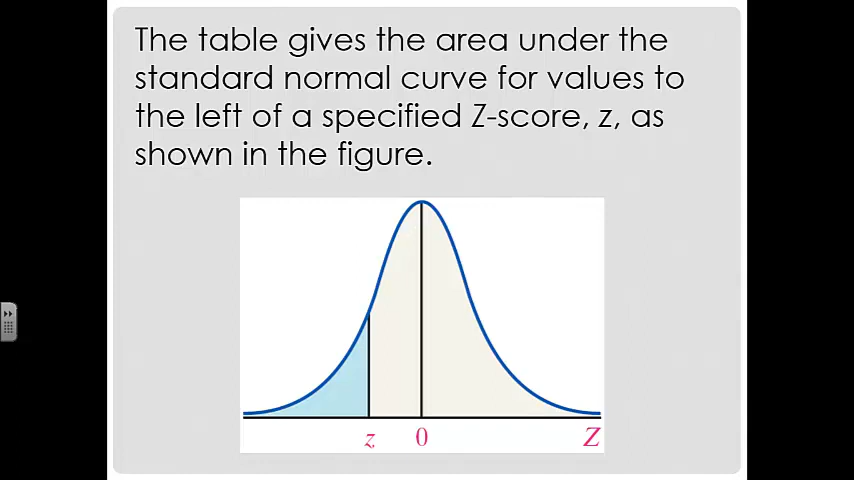 The table gives the area under the
standard normal curve for values to
the left of a specified Z-score, z, as
shown in the figure.
z 0 Z